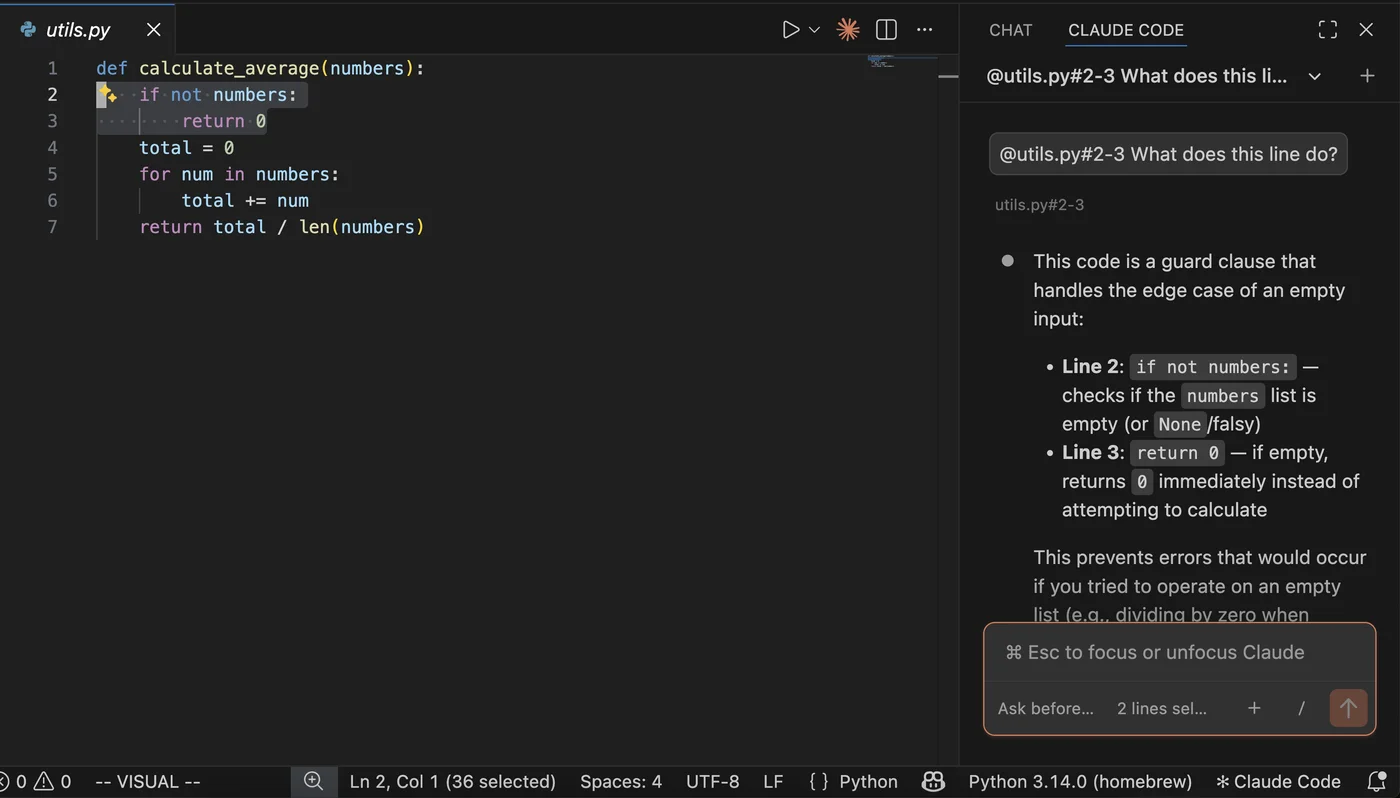 utils.py
CHAT
CLAUDE CODE
@utils.py#2-3 What does this li...
1 def calculate_average(numbers):
2     if not numbers:
3         return 0
4     total = 0
5     for num in numbers:
6         total += num
7     return total / len(numbers)
@utils.py#2-3 What does this line do?
utils.py#2-3
This code is a guard clause that
handles the edge case of an empty
input:
• Line 2: if not numbers: —
checks if the numbers list is
empty (or None/falsy)
• Line 3: return 0 — if empty,
returns 0 immediately instead of
attempting to calculate
This prevents errors that would occur
if you tried to operate on an empty
list (e.g., dividing by zero when
⌘ Esc to focus or unfocus Claude
Ask before... 2 lines sel... + /
0 0 -- VISUAL -- Ln 2, Col 1 (36 selected) Spaces: 4 UTF-8 LF { } Python Python 3.14.0 (homebrew) Claude Code